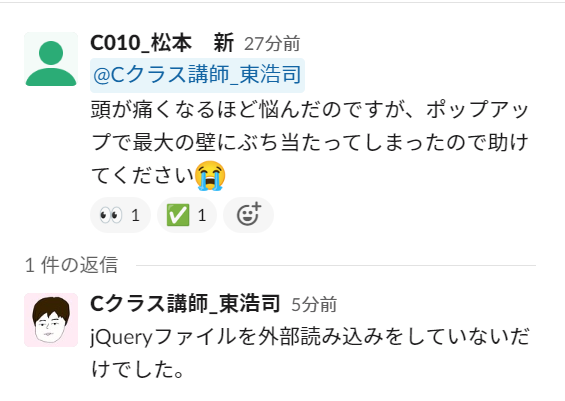 C010_松本　新 27分前
@Cクラス講師_東浩司
頭が痛くなるほど悩んだのですが、ポップアッ
プで最大の壁にぶち当たってしまったので助け
てください😭
👀 1 ✅ 1
1 件の返信
Cクラス講師_東浩司 5分前
jQueryファイルを外部読み込みをしていないだ
けでした。